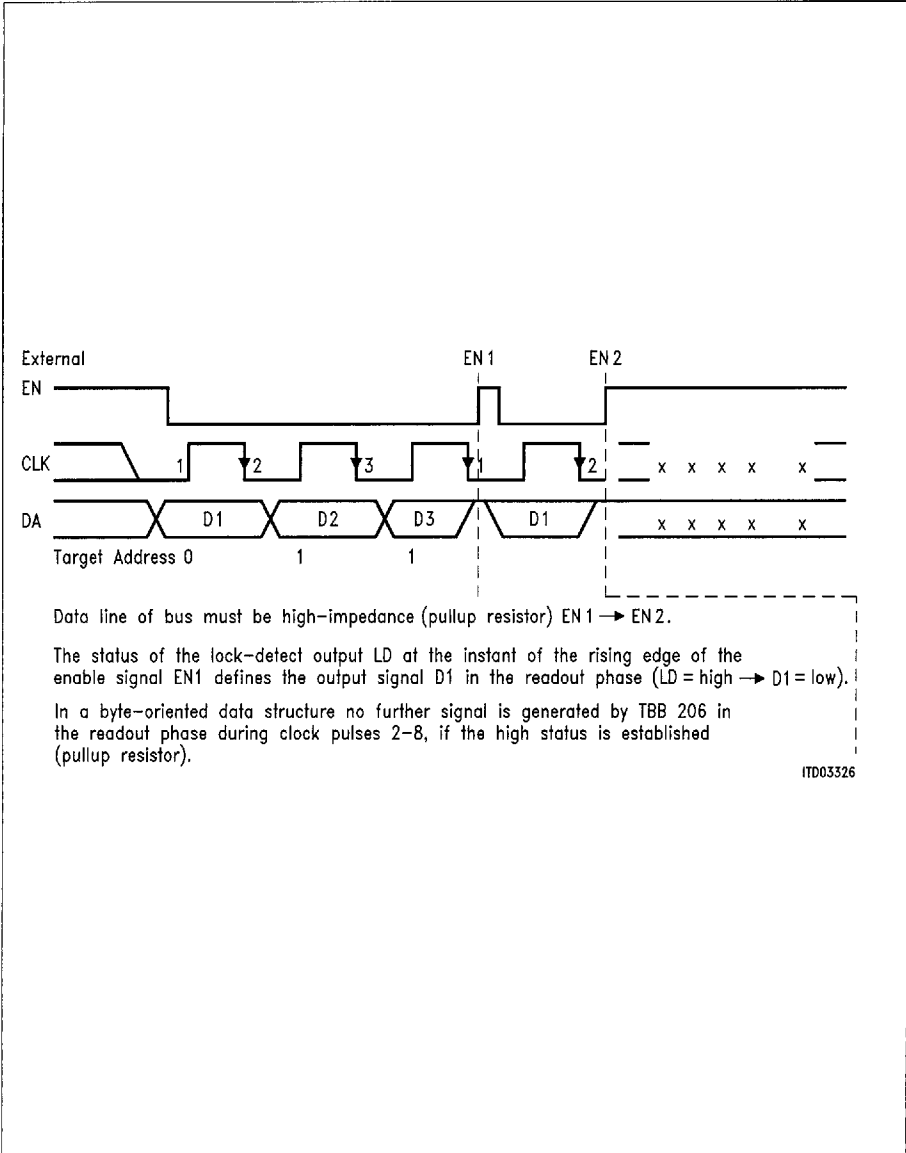 External
EN 1 EN 2
EN
CLK 1 2 3 1 2 x x x x x
DA D1 D2 D3 D1 x x x x x
Target Address 0 1 1
Data line of bus must be high-impedance (pullup resistor) EN 1 → EN 2.
The status of the lock-detect output LD at the instant of the rising edge of the
enable signal EN1 defines the output signal D1 in the readout phase (LD = high → D1 = low).
In a byte-oriented data structure no further signal is generated by TBB 206 in
the readout phase during clock pulses 2-8, if the high status is established
(pullup resistor).
ITD03326